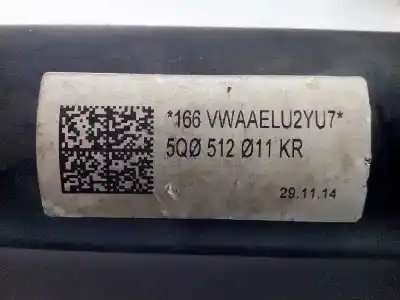 *166 VWAAELU2YU7*
5QØ 512 Ø11 KR
29.11.14